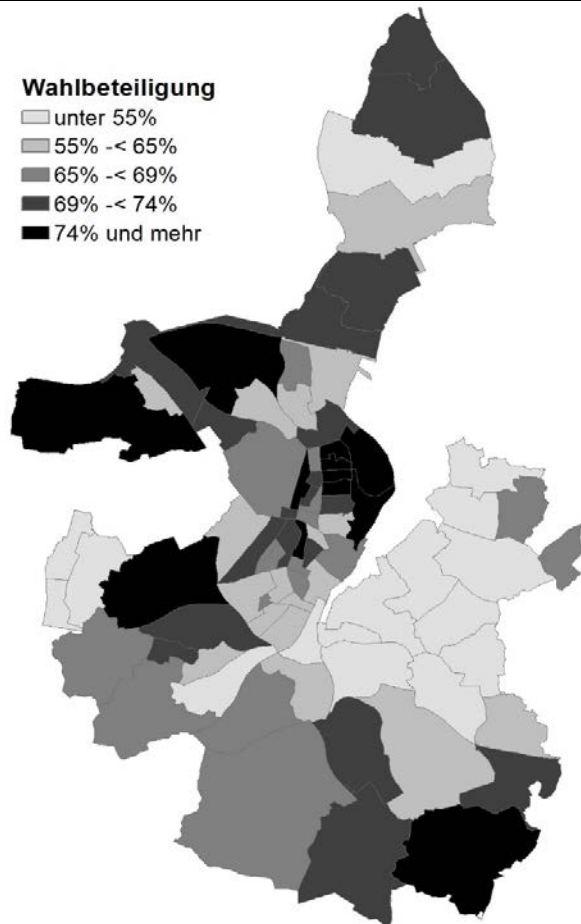 Wahlbeteiligung
unter 55%
55% -< 65%
65% -< 69%
69% -< 74%
74% und mehr